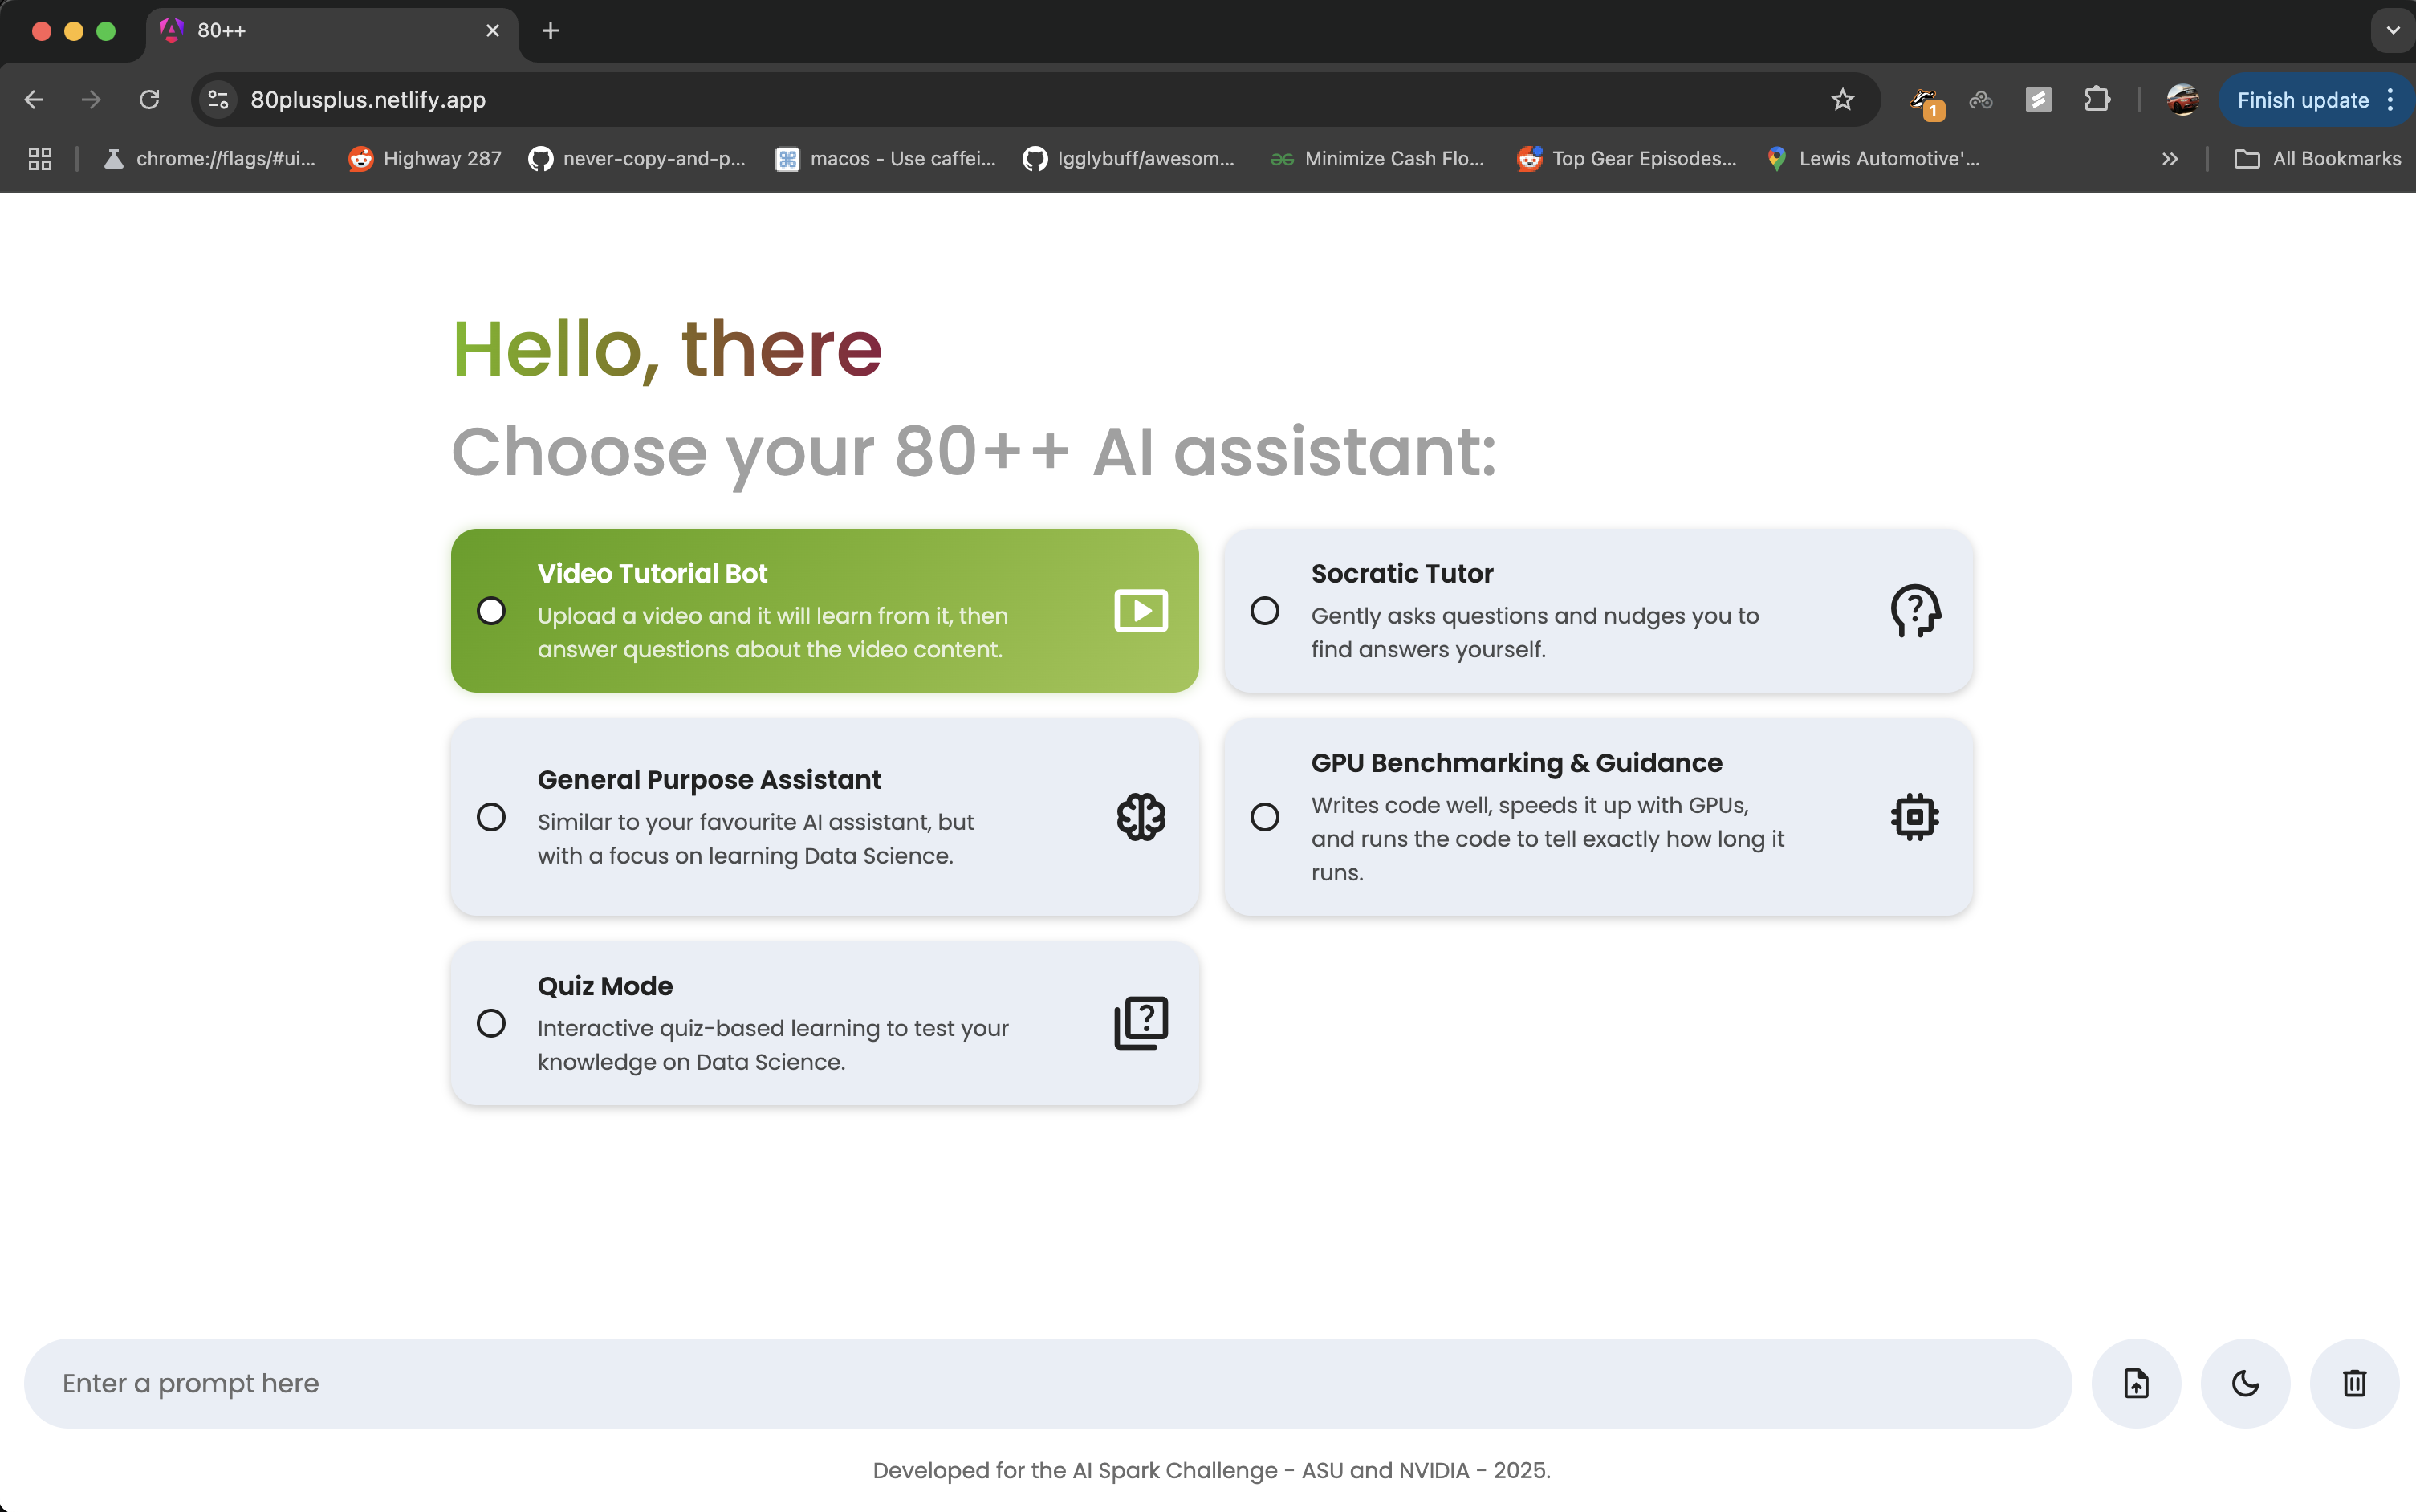 80++
80plusplus.netlify.app
1
Finish update
chrome://flags/#ui...
Highway 287
never-copy-and-p...
macos - Use caffei...
Igglybuff/awesom...
Minimize Cash Flo...
Top Gear Episodes...
Lewis Automotive'...
All Bookmarks
Hello, there
Choose your 80++ AI assistant:
Video Tutorial Bot
Upload a video and it will learn from it, then
answer questions about the video content.
Socratic Tutor
Gently asks questions and nudges you to
find answers yourself.
General Purpose Assistant
Similar to your favourite AI assistant, but
with a focus on learning Data Science.
GPU Benchmarking & Guidance
Writes code well, speeds it up with GPUs,
and runs the code to tell exactly how long it
runs.
Quiz Mode
Interactive quiz-based learning to test your
knowledge on Data Science.
Enter a prompt here
Developed for the AI Spark Challenge - ASU and NVIDIA - 2025.